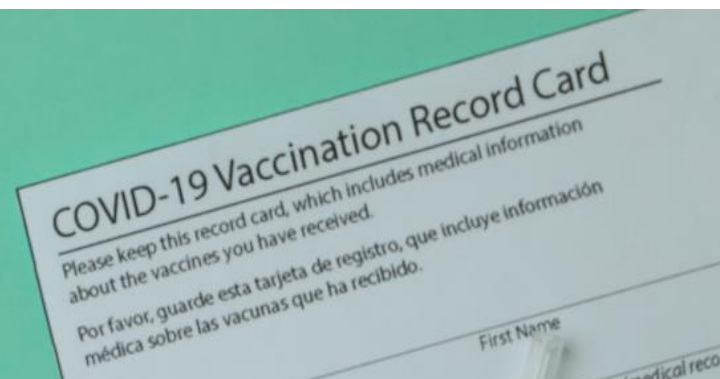 COVID-19 Vaccination Record Card
Please keep this record card, which includes medical information
about the vaccines you have received.
Por favor, guarde esta tarjeta de registro, que incluye información
médica sobre las vacunas que ha recibido.
First Name
medical reco